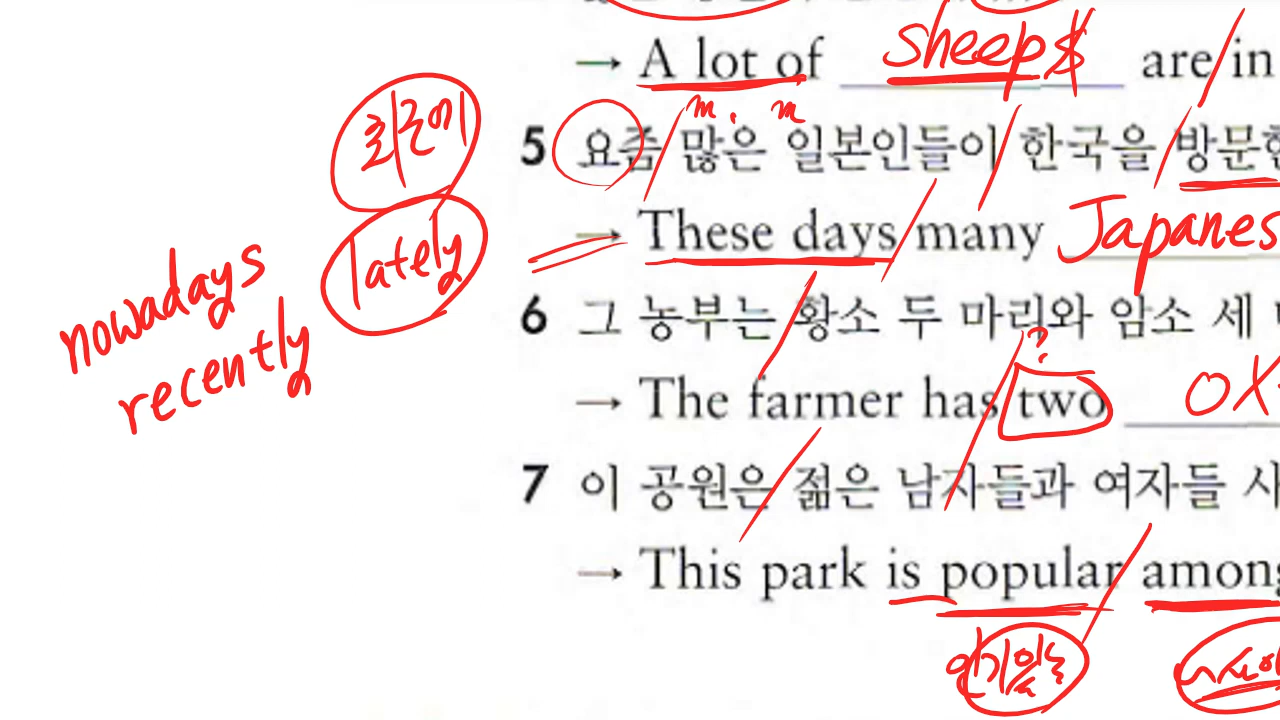 → A lot of sheep$ are in
최근에
m. m
5 요즘 많은 일본인들이 한국을 방문한
→ These days many Japanes
lately
nowadays
recently
6 그 농부는 황소 두 마리와 암소 세
?
→ The farmer has two ox
7 이 공원은 젊은 남자들과 여자들 사
→ This park is popular among
인기있는